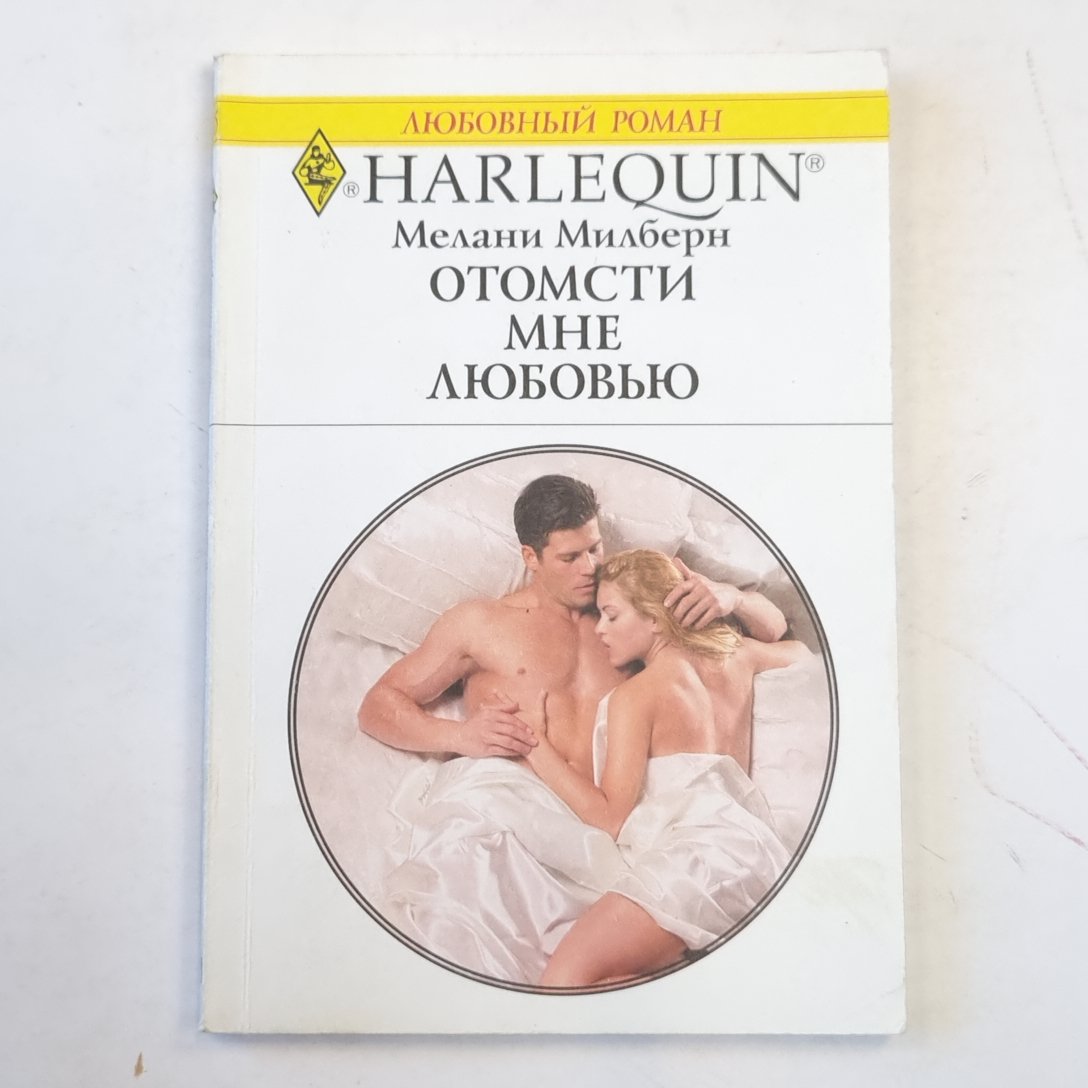 ЛЮБОВНЫЙ РОМАН
® HARLEQUIN®
Мелани Милберн
ОТОМСТИ
МНЕ
ЛЮБОВЬЮ